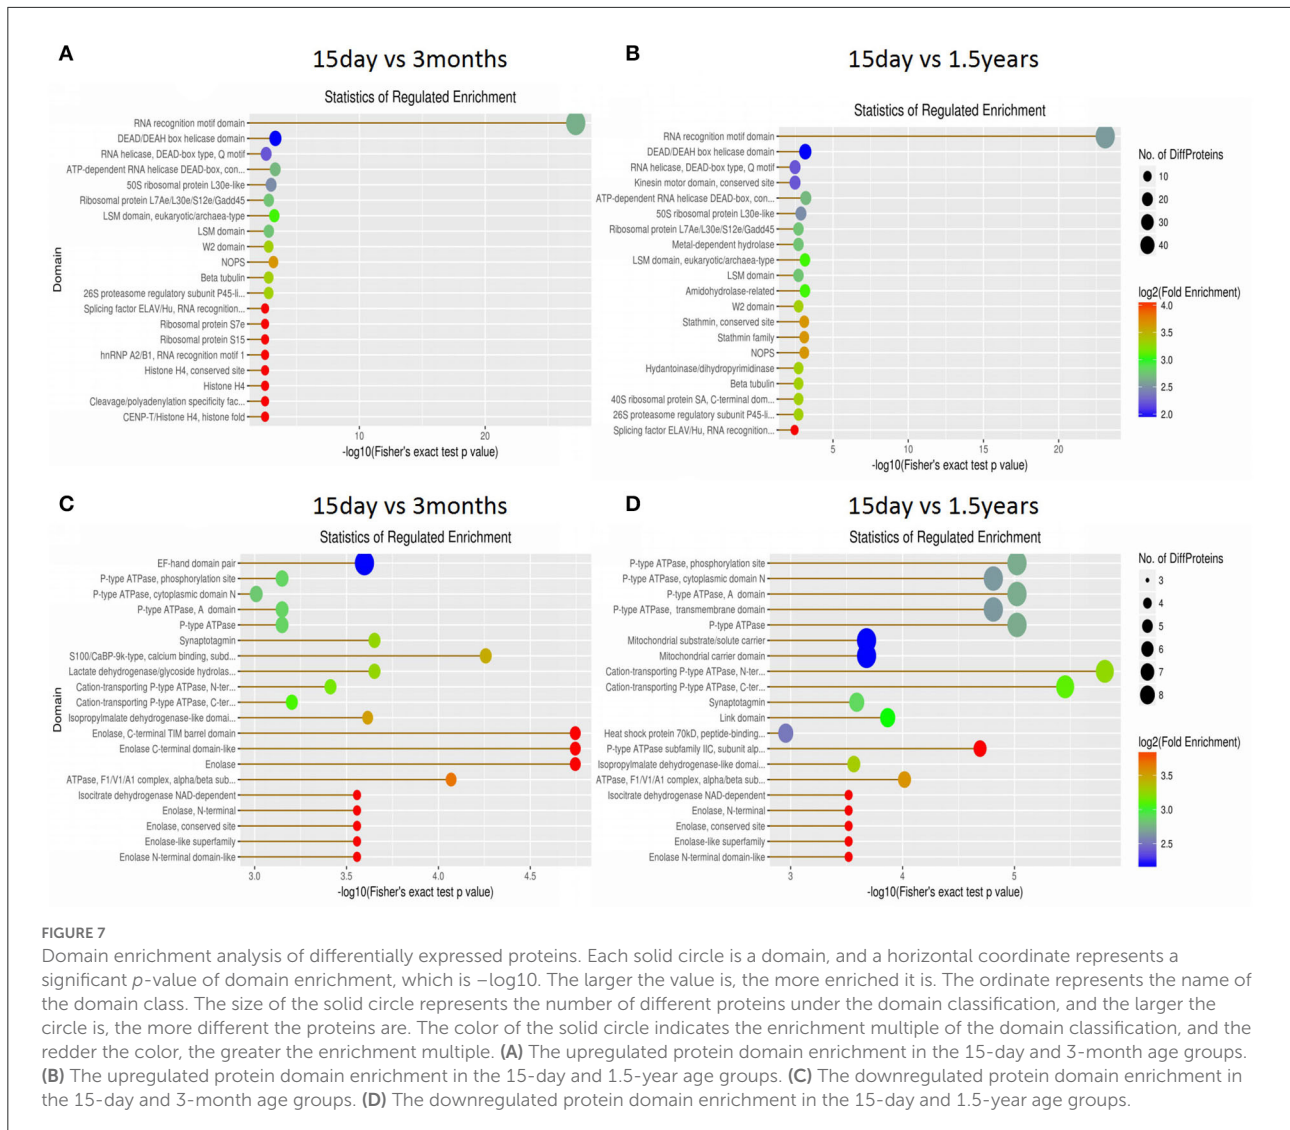 A
15day vs 3months
Statistics of Regulated Enrichment
RNA recognition motif domain
DEAD/DEAH box helicase domain
RNA helicase, DEAD-box type, Q motif
ATP-dependent RNA helicase DEAD-box, con...
50S ribosomal protein L30e-like
Ribosomal protein L7Ae/L30e/S12e/Gadd45
LSM domain, eukaryotic/archaea-type
LSM domain
W2 domain
NOPS
Beta tubulin
26S proteasome regulatory subunit P45-li...
Splicing factor ELAV/Hu, RNA recognition...
Ribosomal protein S7e
Ribosomal protein S15
hnRNP A2/B1, RNA recognition motif 1
Histone H4, conserved site
Histone H4
Cleavage/polyadenylation specificity fac...
CENP-T/Histone H4, histone fold
Domain
10 20
-log10(Fisher's exact test p value)
B
15day vs 1.5years
Statistics of Regulated Enrichment
RNA recognition motif domain
DEAD/DEAH box helicase domain
RNA helicase, DEAD-box type, Q motif
Kinesin motor domain, conserved site
ATP-dependent RNA helicase DEAD-box, con...
50S ribosomal protein L30e-like
Ribosomal protein L7Ae/L30e/S12e/Gadd45
Metal-dependent hydrolase
LSM domain, eukaryotic/archaea-type
LSM domain
Amidohydrolase-related
W2 domain
Stathmin, conserved site
Stathmin family
NOPS
Hydantoinase/dihydropyrimidinase
Beta tubulin
40S ribosomal protein SA, C-terminal dom...
26S proteasome regulatory subunit P45-li...
Splicing factor ELAV/Hu, RNA recognition...
5 10 15 20
-log10(Fisher's exact test p value)
No. of DiffProteins
10
20
30
40
log2(Fold Enrichment)
4.0
3.5
3.0
2.5
2.0
C
15day vs 3months
Statistics of Regulated Enrichment
EF-hand domain pair
P-type ATPase, phosphorylation site
P-type ATPase, cytoplasmic domain N
P-type ATPase, A domain
P-type ATPase
Synaptotagmin
S100/CaBP-9k-type, calcium binding, subd...
Lactate dehydrogenase/glycoside hydrolas...
Cation-transporting P-type ATPase, N-ter...
Cation-transporting P-type ATPase, C-ter...
Isopropylmalate dehydrogenase-like domai...
Enolase, C-terminal TIM barrel domain
Enolase C-terminal domain-like
Enolase
ATPase, F1/V1/A1 complex, alpha/beta sub...
Isocitrate dehydrogenase NAD-dependent
Enolase, N-terminal
Enolase, conserved site
Enolase-like superfamily
Enolase N-terminal domain-like
Domain
3.0 3.5 4.0 4.5
-log10(Fisher's exact test p value)
D
15day vs 1.5years
Statistics of Regulated Enrichment
P-type ATPase, phosphorylation site
P-type ATPase, cytoplasmic domain N
P-type ATPase, A domain
P-type ATPase, transmembrane domain
P-type ATPase
Mitochondrial substrate/solute carrier
Mitochondrial carrier domain
Cation-transporting P-type ATPase, N-ter...
Cation-transporting P-type ATPase, C-ter...
Synaptotagmin
Link domain
Heat shock protein 70kD, peptide-binding...
P-type ATPase subfamily IIC, subunit alp...
Isopropylmalate dehydrogenase-like domai...
ATPase, F1/V1/A1 complex, alpha/beta sub...
Isocitrate dehydrogenase NAD-dependent
Enolase, N-terminal
Enolase, conserved site
Enolase-like superfamily
Enolase N-terminal domain-like
3 4 5
-log10(Fisher's exact test p value)
No. of DiffProteins
3
4
5
6
7
8
log2(Fold Enrichment)
3.5
3.0
2.5
FIGURE 7
Domain enrichment analysis of differentially expressed proteins. Each solid circle is a domain, and a horizontal coordinate represents a
significant p-value of domain enrichment, which is −log10. The larger the value is, the more enriched it is. The ordinate represents the name of
the domain class. The size of the solid circle represents the number of different proteins under the domain classification, and the larger the
circle is, the more different the proteins are. The color of the solid circle indicates the enrichment multiple of the domain classification, and the
redder the color, the greater the enrichment multiple. (A) The upregulated protein domain enrichment in the 15-day and 3-month age groups.
(B) The upregulated protein domain enrichment in the 15-day and 1.5-year age groups. (C) The downregulated protein domain enrichment in
the 15-day and 3-month age groups. (D) The downregulated protein domain enrichment in the 15-day and 1.5-year age groups.